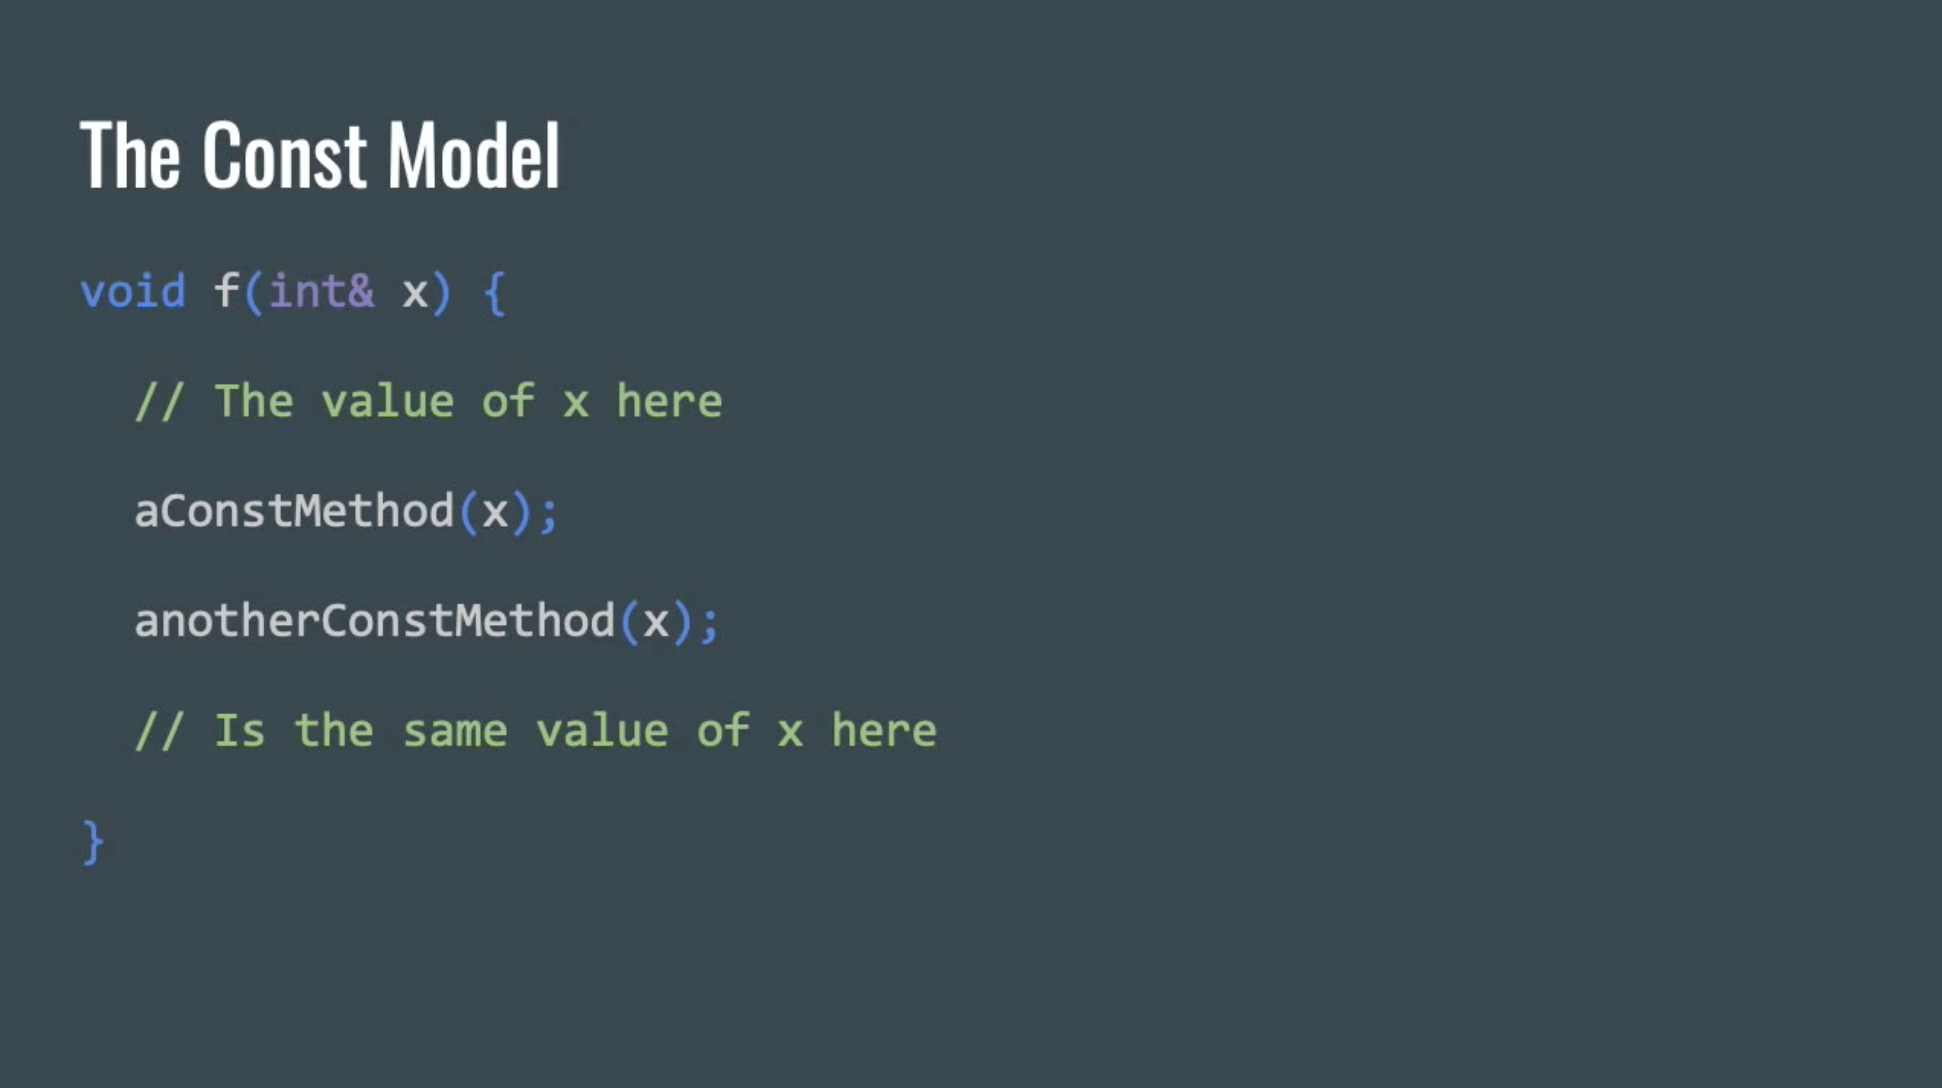 The Const Model
void f(int& x) {
// The value of x here
aConstMethod(x);
anotherConstMethod(x);
// Is the same value of x here
}